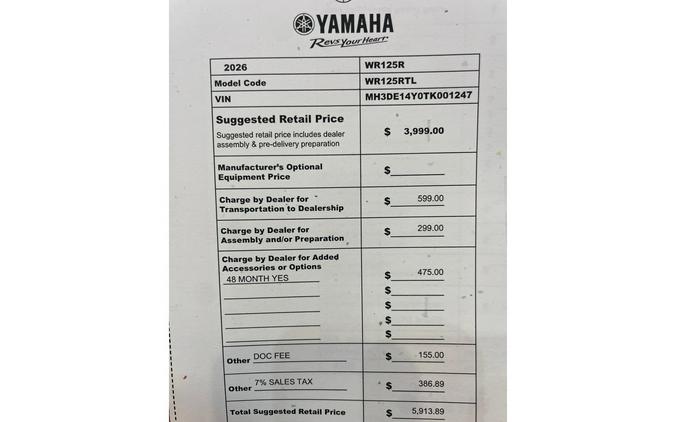 YAMAHA
Revs Your Heart
2026 WR125R
Model Code WR125RTL
VIN MH3DE14Y0TK001247
Suggested Retail Price
Suggested retail price includes dealer
assembly & pre-delivery preparation
$ 3,999.00
Manufacturer's Optional
Equipment Price
$
Charge by Dealer for
Transportation to Dealership
$ 599.00
Charge by Dealer for
Assembly and/or Preparation
$ 299.00
Charge by Dealer for Added
Accessories or Options
48 MONTH YES $ 475.00
$
$
$
$
Other DOC FEE $ 155.00
Other 7% SALES TAX $ 386.89
Total Suggested Retail Price $ 5,913.89